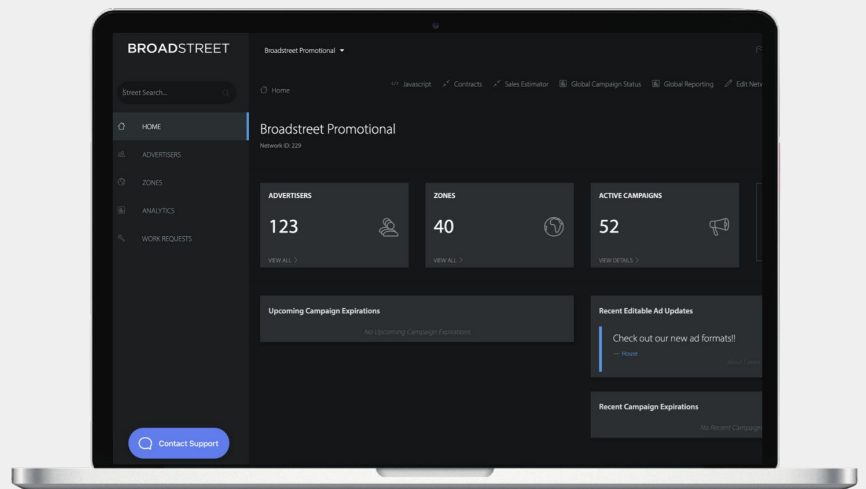 BROADSTREET
Broadstreet Promotional
Street Search...
Home
Javascript
Contracts
Sales Estimator
Global Campaign Status
Global Reporting
Edit Netw
HOME
ADVERTISERS
ZONES
ANALYTICS
WORK REQUESTS
Broadstreet Promotional
Network ID: 229
ADVERTISERS
123
VIEW ALL >
ZONES
40
VIEW ALL >
ACTIVE CAMPAIGNS
52
VIEW DETAILS >
Upcoming Campaign Expirations
No Upcoming Campaign Expirations
Recent Editable Ad Updates
Check out our new ad formats!!
— House
Recent Campaign Expirations
No Recent Campaign
Contact Support